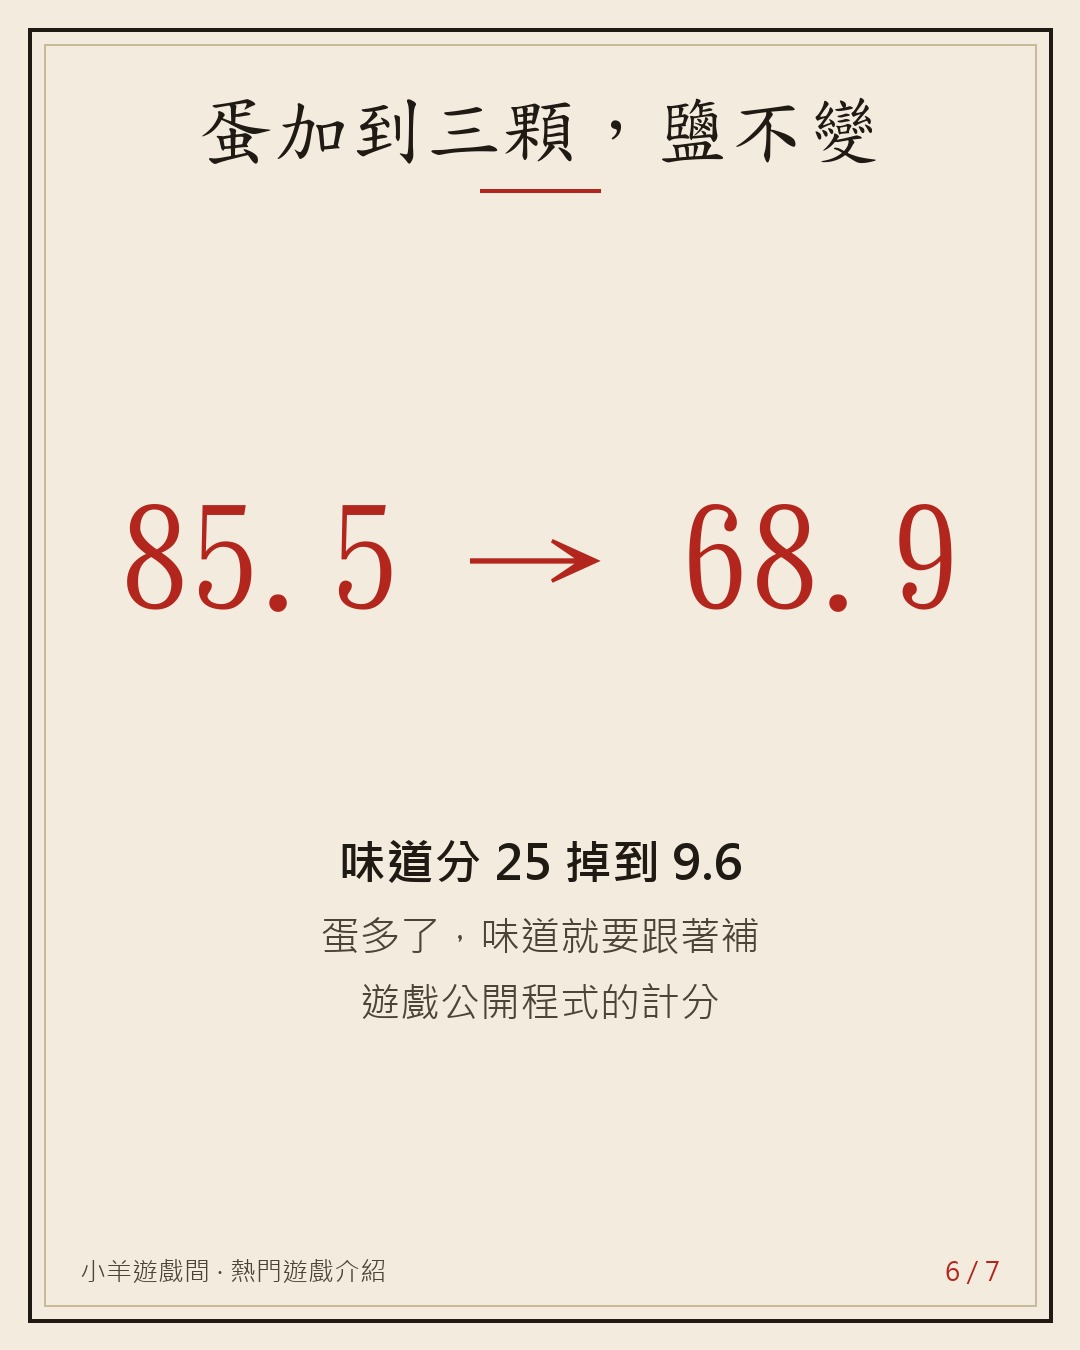 蛋加到三顆，鹽不變
85.5 → 68.9
味道分 25 掉到 9.6
蛋多了，味道就要跟著補
遊戲公開程式的計分
小羊遊戲間 · 熱門遊戲介紹
6 / 7